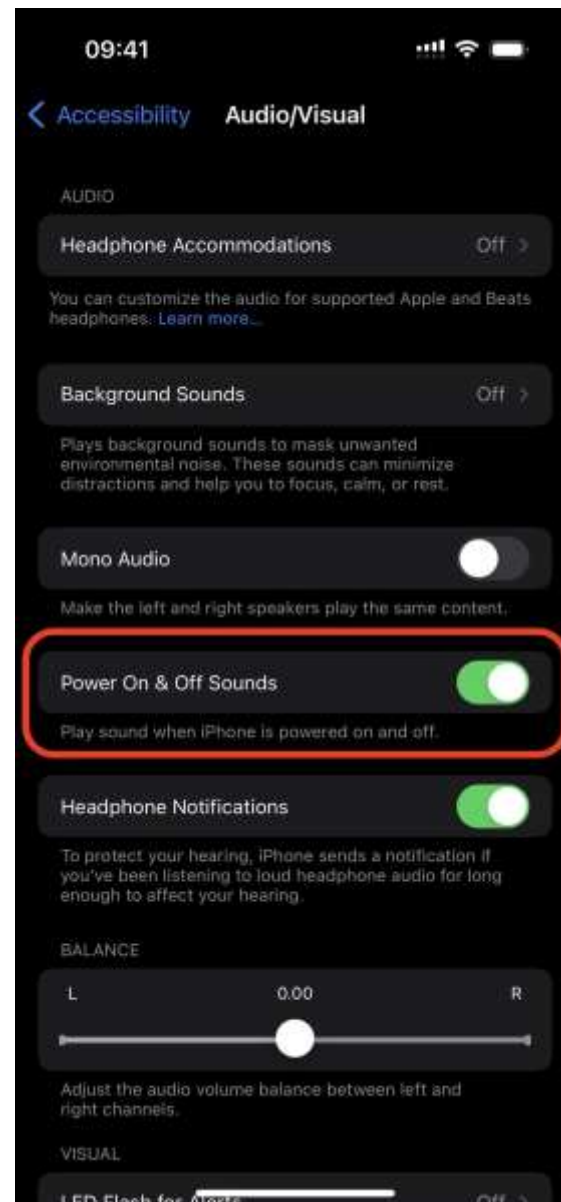 09:41
Accessibility Audio/Visual
AUDIO
Headphone Accommodations Off
You can customize the audio for supported Apple and Beats
headphones. Learn more...
Background Sounds Off
Plays background sounds to mask unwanted
environmental noise. These sounds can minimize
distractions and help you to focus, calm, or rest.
Mono Audio
Make the left and right speakers play the same content.
Power On & Off Sounds
Play sound when iPhone is powered on and off.
Headphone Notifications
To protect your hearing, iPhone sends a notification if
you've been listening to loud headphone audio for long
enough to affect your hearing.
BALANCE
L 0.00 R
Adjust the audio volume balance between left and
right channels.
VISUAL
LED Flash for Alerts Off